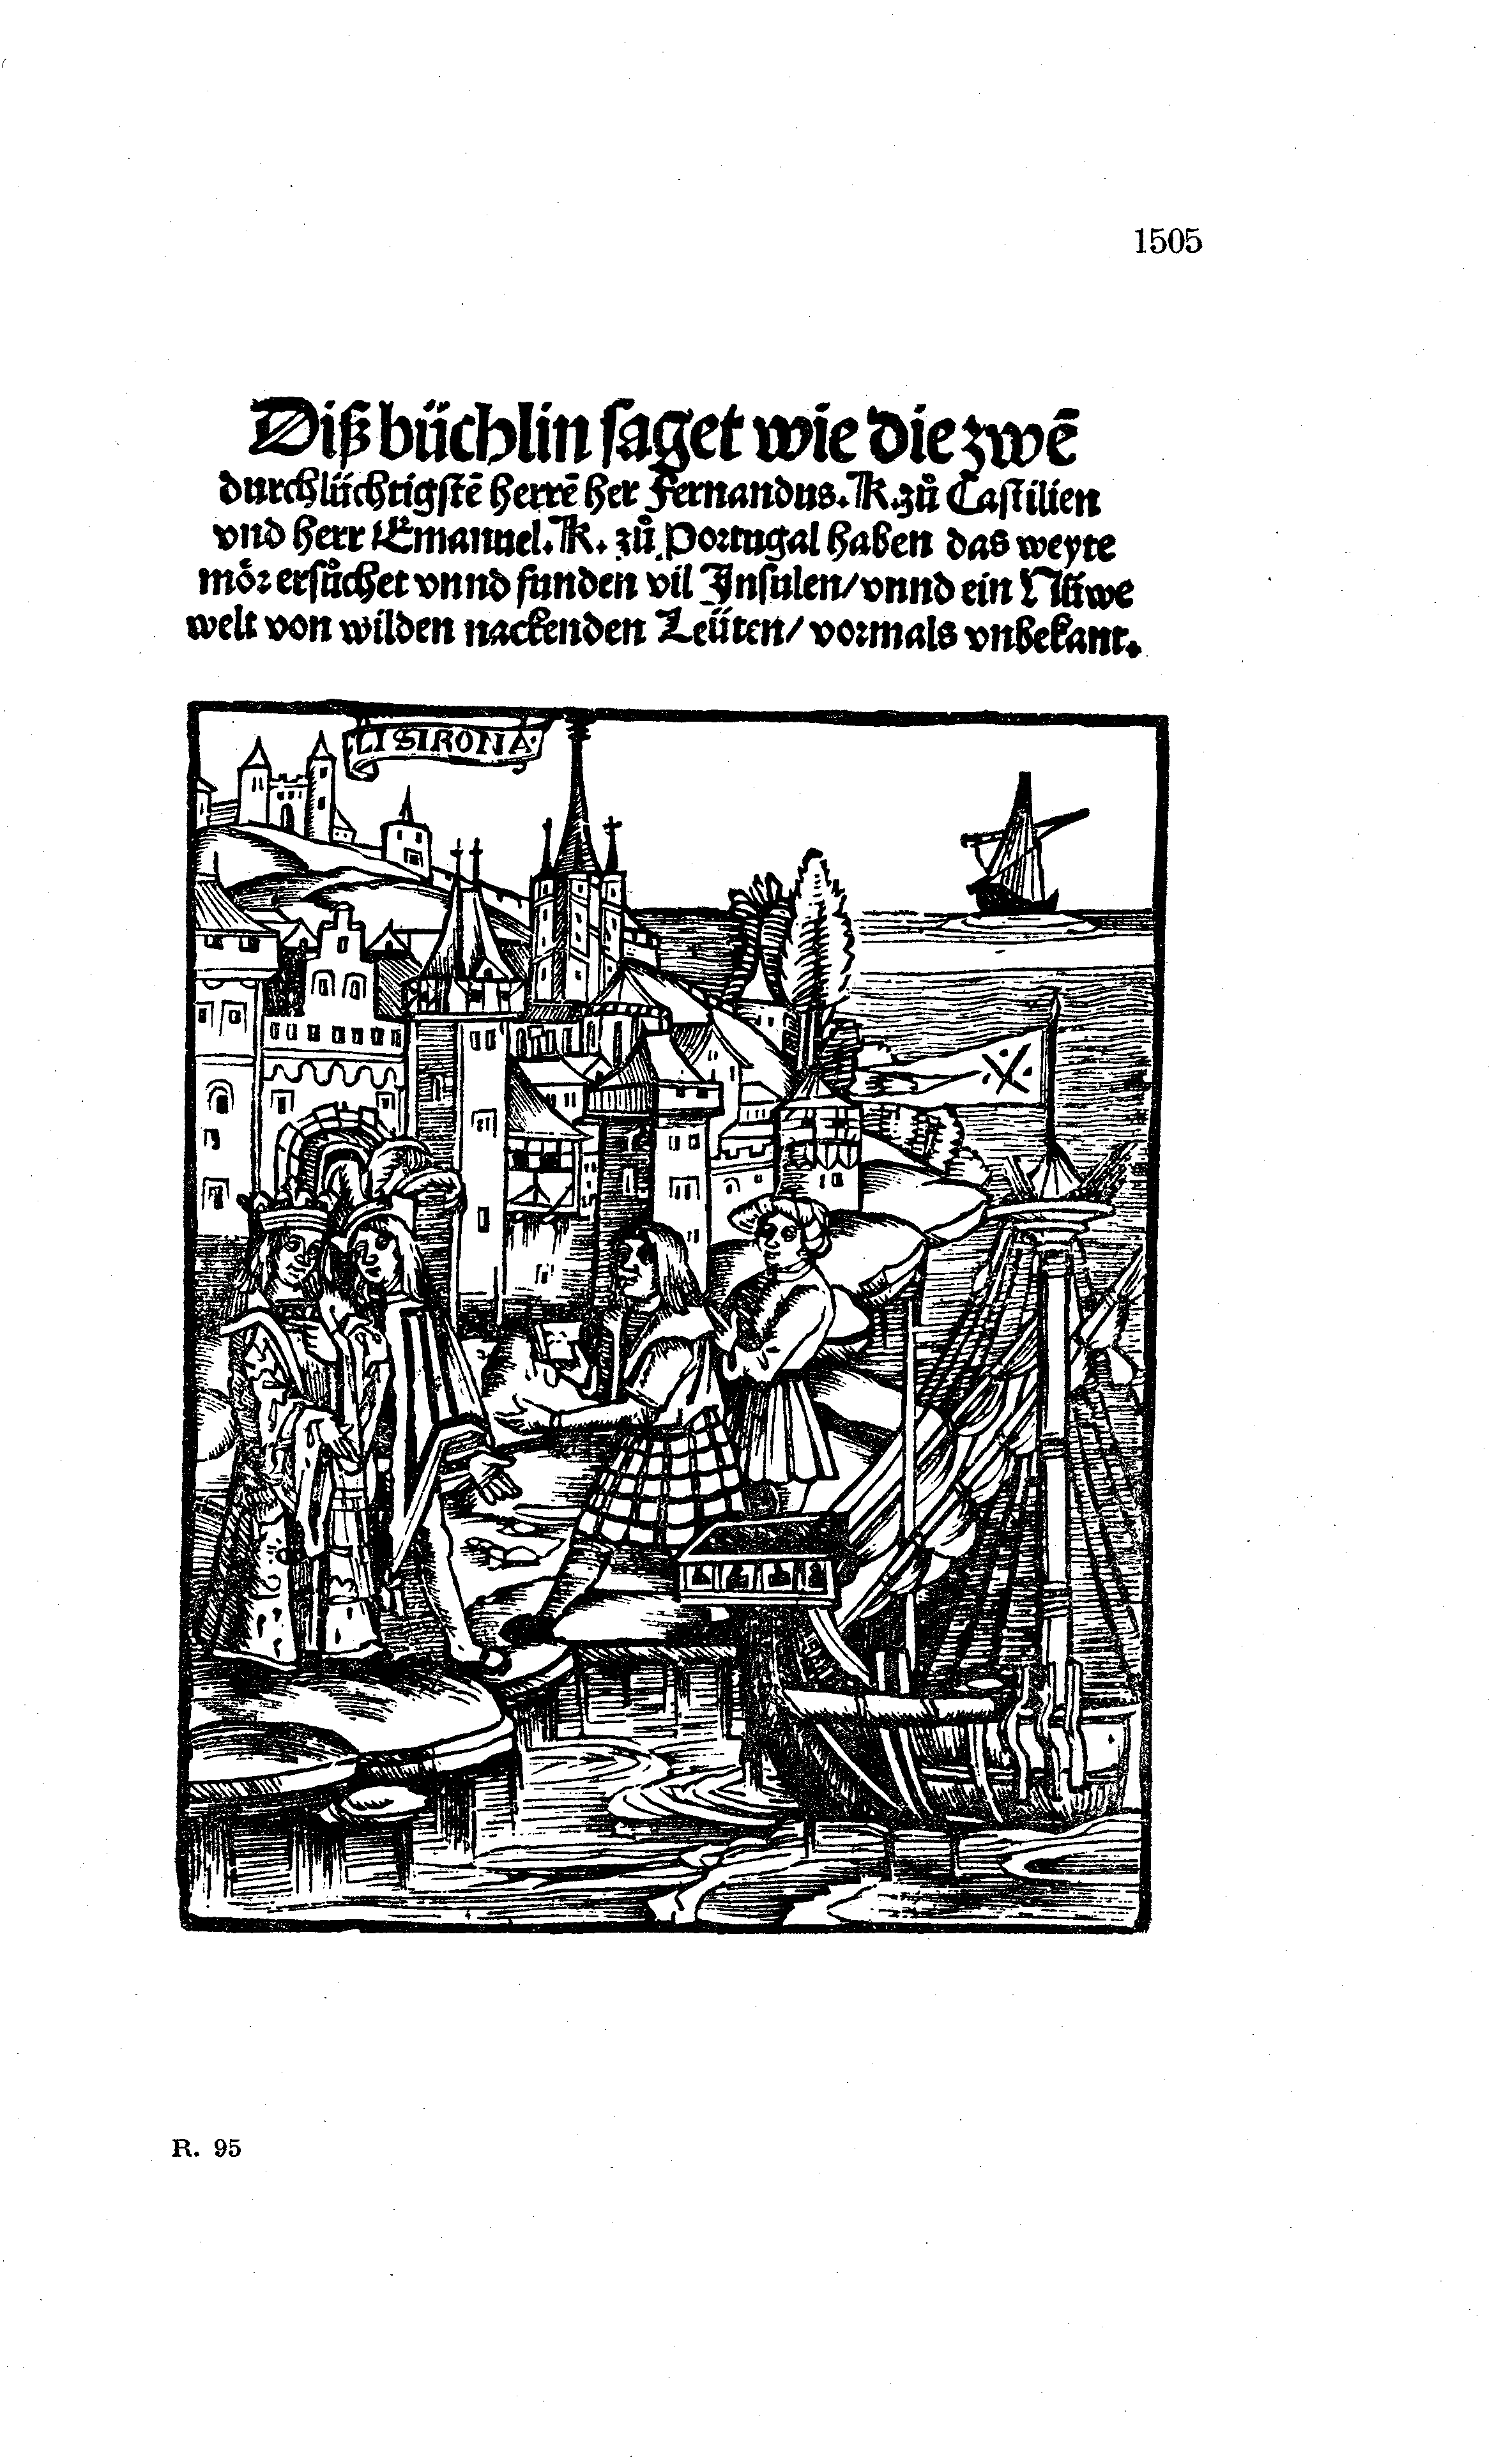 1505
Diß büchlin saget wie die zwē
durchlüchtigstē herrē her Fernandus. K. zů Castilien
vnd herr Emanuel. K. zů Portugal haben das weyte
mör ersůchet vnnd funden vil Insulen/ vnnd ein Nüwe
welt von wilden nackenden Leüten/ vormals vnbekant.
LISIBONA.
R. 95